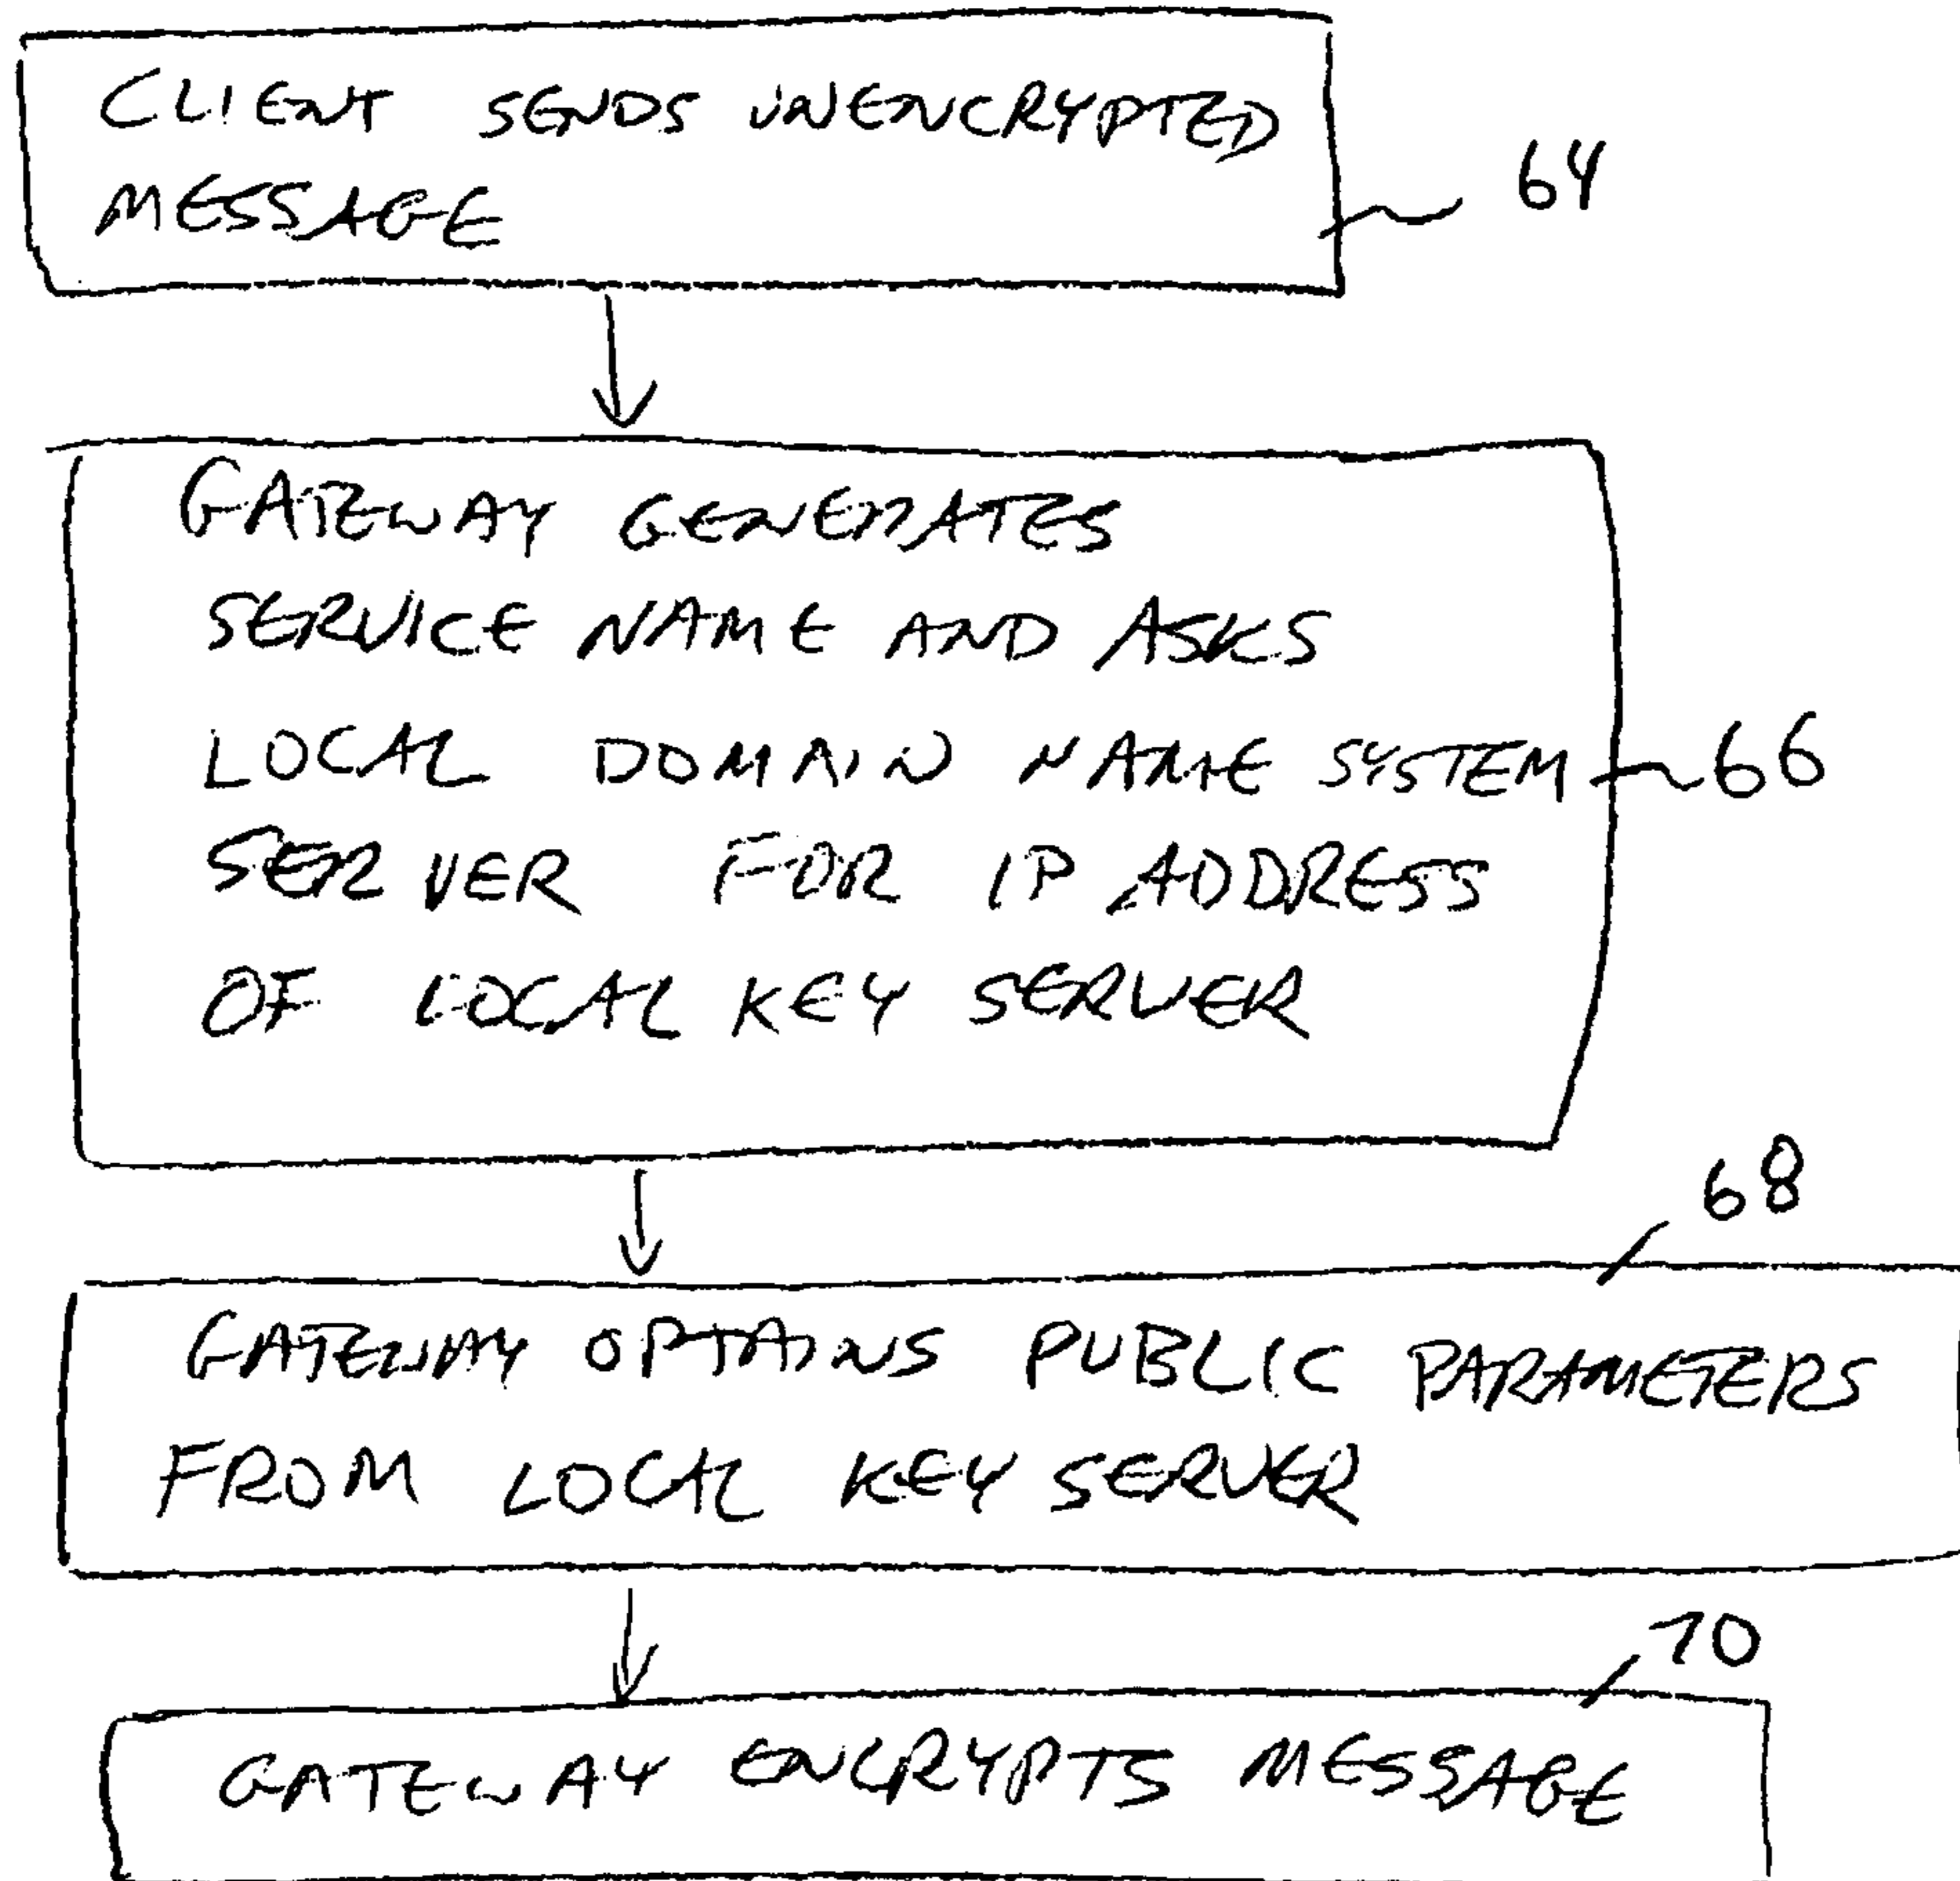 CLIENT SENDS UNENCRYPTED
MESSAGE
64
GATEWAY GENERATES
SERVICE NAME AND ASKS
LOCAL DOMAIN NAME SYSTEM
66
SERVER FOR IP ADDRESS
OF LOCAL KEY SERVER
68
GATEWAY OPTAINS PUBLIC PARAMETERS
FROM LOCAL KEY SERVER
70
GATEWAY ENCRYPTS MESSAGE